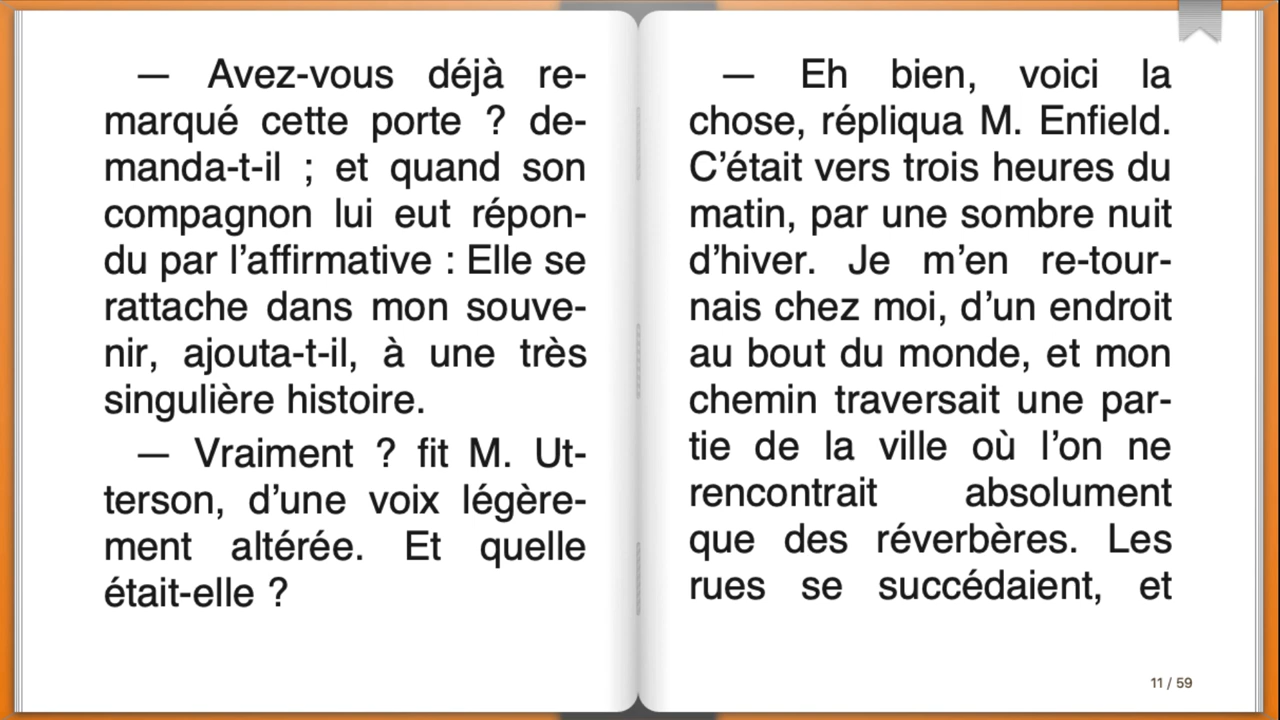 — Avez-vous déjà re-
marqué cette porte ? de-
manda-t-il ; et quand son
compagnon lui eut répon-
du par l’affirmative : Elle se
rattache dans mon souve-
nir, ajouta-t-il, à une très
singulière histoire.
— Vraiment ? fit M. Ut-
terson, d’une voix légère-
ment altérée. Et quelle
était-elle ?
— Eh bien, voici la
chose, répliqua M. Enfield.
C’était vers trois heures du
matin, par une sombre nuit
d’hiver. Je m’en re-tour-
nais chez moi, d’un endroit
au bout du monde, et mon
chemin traversait une par-
tie de la ville où l’on ne
rencontrait absolument
que des réverbères. Les
rues se succédaient, et
11 / 59